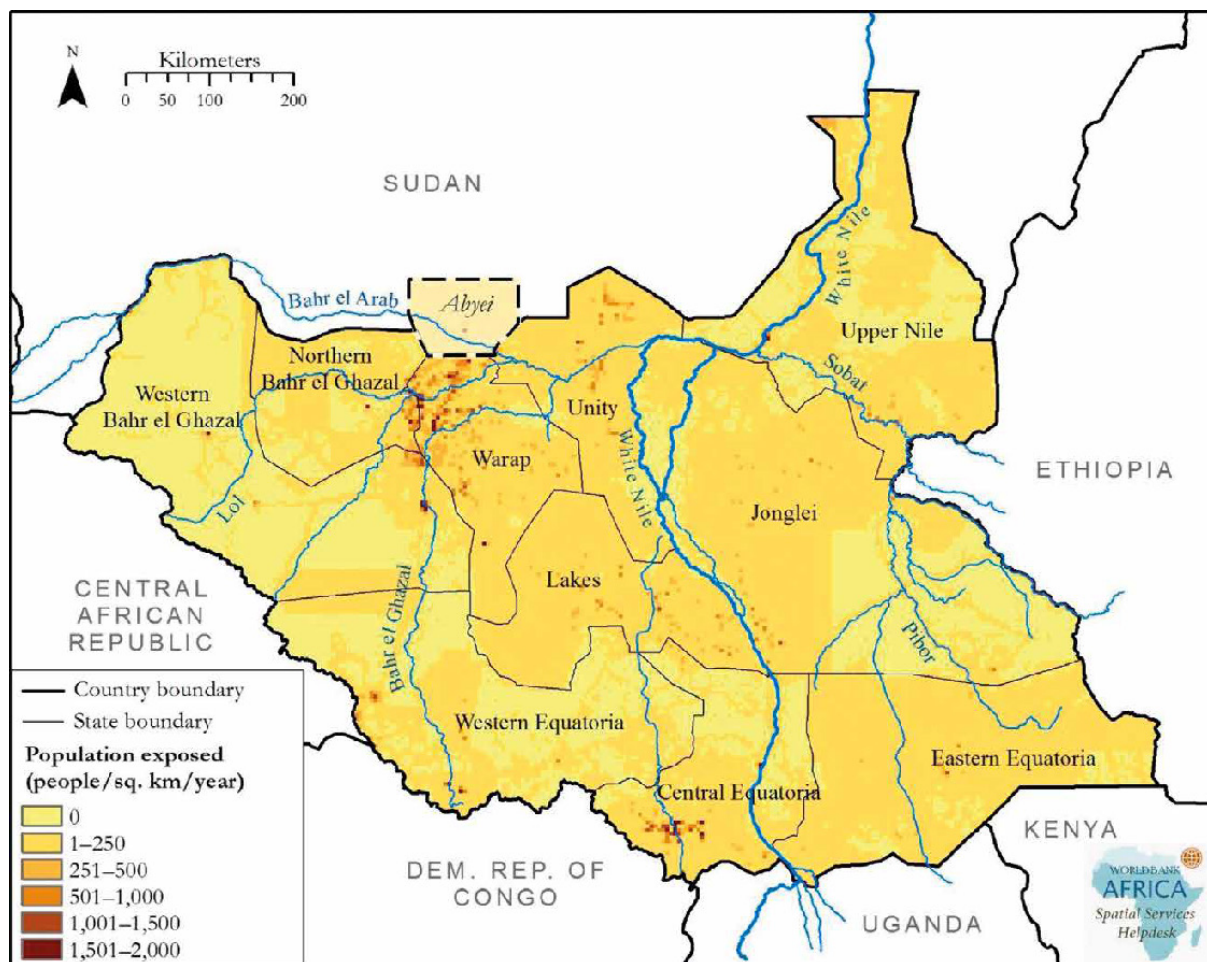 N
Kilometers
0 50 100 200
SUDAN
White Nile
Bahr el Arab
Abyei
Upper Nile
Northern
Bahr el Ghazal
Sobat
Western
Bahr el Ghazal
Unity
Warap
White Nile
ETHIOPIA
Lol
Jonglei
Lakes
CENTRAL
AFRICAN
REPUBLIC
Bahr el Ghazal
Pibor
Country boundary
State boundary
Western Equatoria
Population exposed
(people/sq. km/year)
Eastern Equatoria
0
1–250
251–500
501–1,000
1,001–1,500
1,501–2,000
Central Equatoria
KENYA
DEM. REP. OF
CONGO
UGANDA
WORLD BANK
AFRICA
Spatial Services
Helpdesk